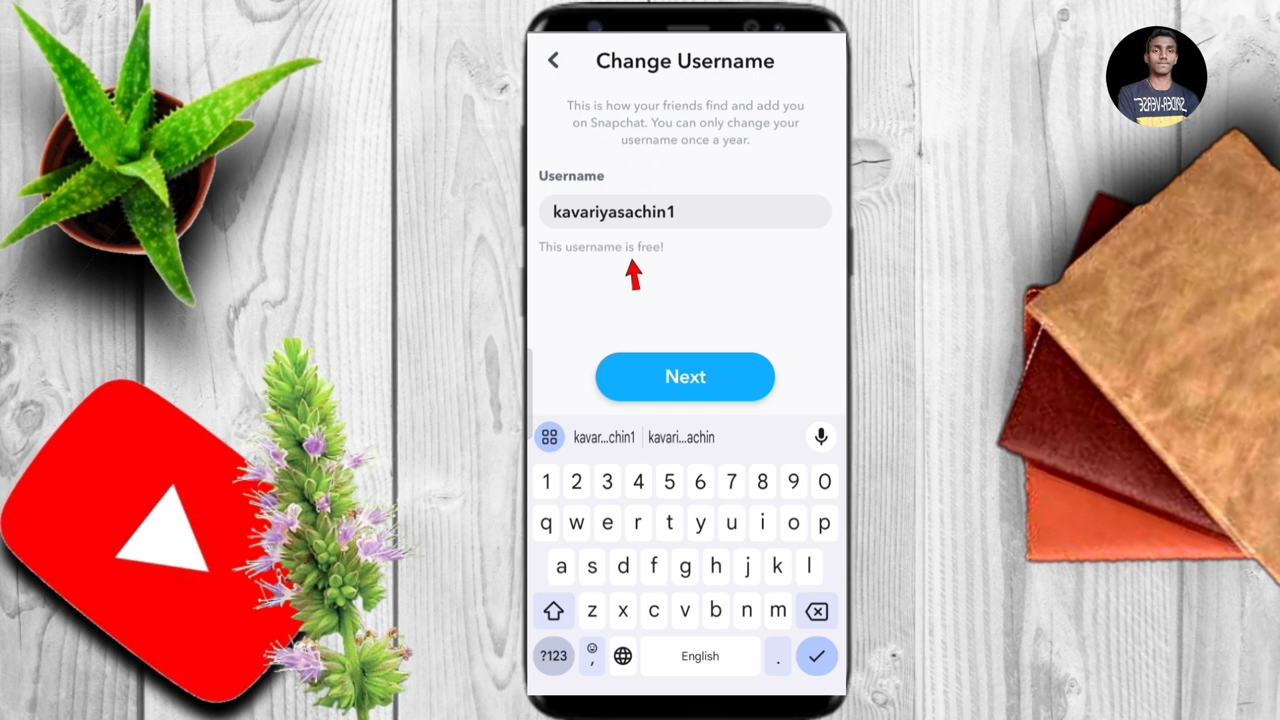 Change Username
This is how your friends find and add you
on Snapchat. You can only change your
username once a year.
Username
kavariyasachin1
This username is free!
Next
kavar...chin1 kavari...achin
1 2 3 4 5 6 7 8 9 0
q w e r t y u i o p
a s d f g h j k l
z x c v b n m
?123 , English .
SPIDER-VERSE